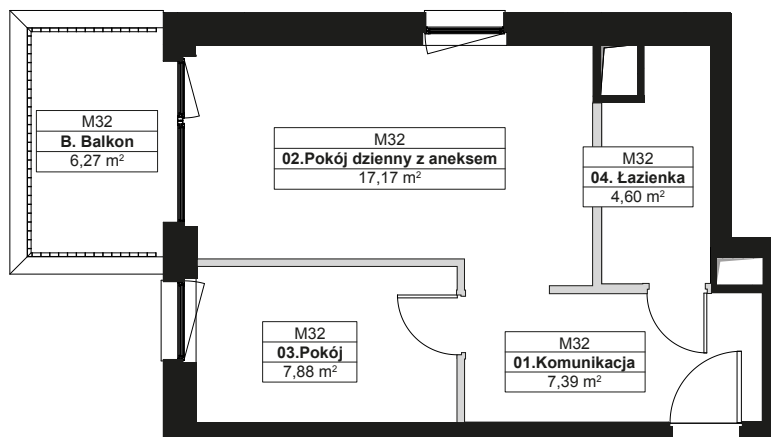 M32
B. Balkon
6,27 m²
M32
02.Pokój dzienny z aneksem
17,17 m²
M32
04. Łazienka
4,60 m²
M32
03.Pokój
7,88 m²
M32
01.Komunikacja
7,39 m²